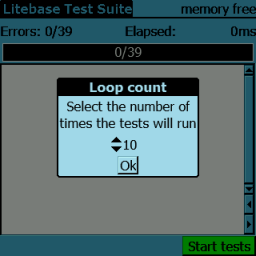 Litebase Test Suite memory free
Errors: 0/39 Elapsed: 0ms
0/39
Loop count
Select the number of
times the tests will run
10
Ok
Start tests